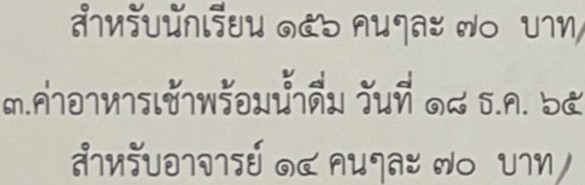 สำหรับนักเรียน ๑๕๖ คนๆละ ๗๐ บาท/
๓.ค่าอาหารเช้าพร้อมน้ำดื่ม วันที่ ๑๘ ธ.ค. ๖๕
สำหรับอาจารย์ ๑๔ คนๆละ ๗๐ บาท/